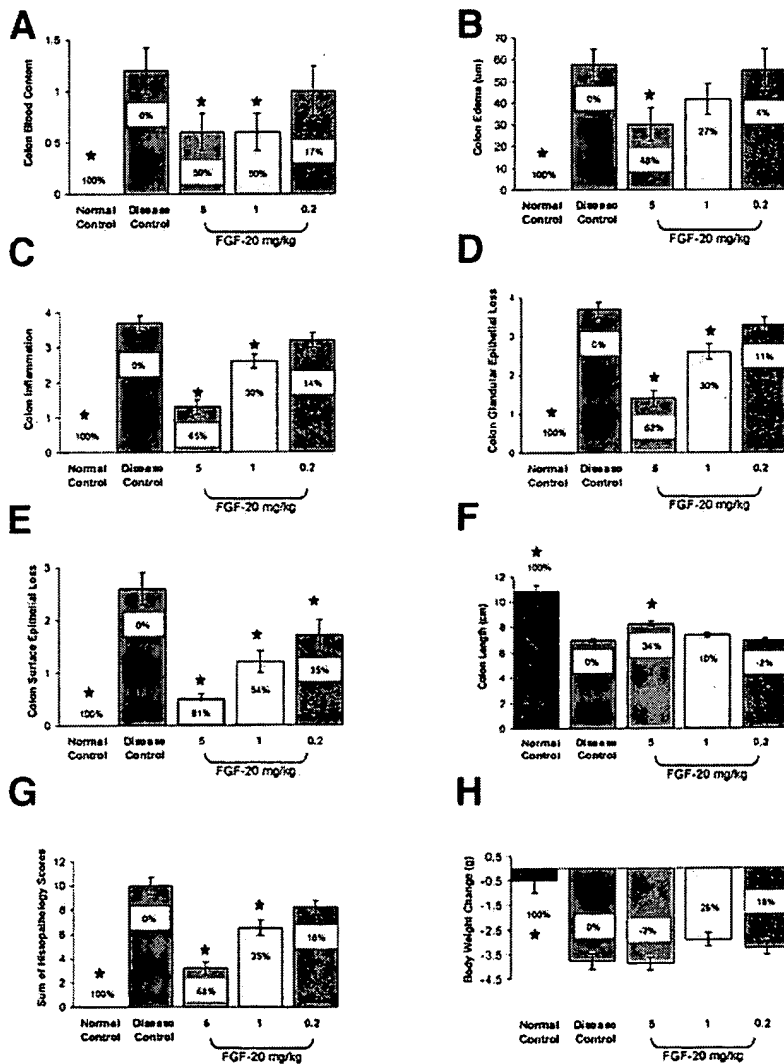 A
Colon Blood Content
1.5
1
0.5
0
100%
0%
50%
50%
17%
Normal Control
Disease Control
5
1
0.2
FGF-20 mg/kg
B
Colon Edema (um)
70
60
50
40
30
20
10
0
100%
0%
48%
27%
4%
Normal Control
Disease Control
5
1
0.2
FGF-20 mg/kg
C
Colon Inflammation
4
3
2
1
0
100%
0%
65%
30%
14%
Normal Control
Disease Control
5
1
0.2
FGF-20 mg/kg
D
Colon Glandular Epithelial Loss
4
3
2
1
0
100%
0%
62%
30%
11%
Normal Control
Disease Control
5
1
0.2
FGF-20 mg/kg
E
Colon Surface Epithelial Loss
3
2
1
0
100%
0%
81%
54%
35%
Normal Control
Disease Control
5
1
0.2
FGF-20 mg/kg
F
Colon Length (cm)
12
10
8
6
4
2
0
100%
0%
34%
10%
-2%
Normal Control
Disease Control
5
1
0.2
FGF-20 mg/kg
G
Sum of Histopathology Scores
12
10
8
6
4
2
0
100%
0%
68%
35%
18%
Normal Control
Disease Control
5
1
0.2
FGF-20 mg/kg
H
Body Weight Change (g)
0.5
-0.5
-1.5
-2.5
-3.5
-4.5
100%
0%
18%
Normal Control
Disease Control
5
1
0.2
FGF-20 mg/kg